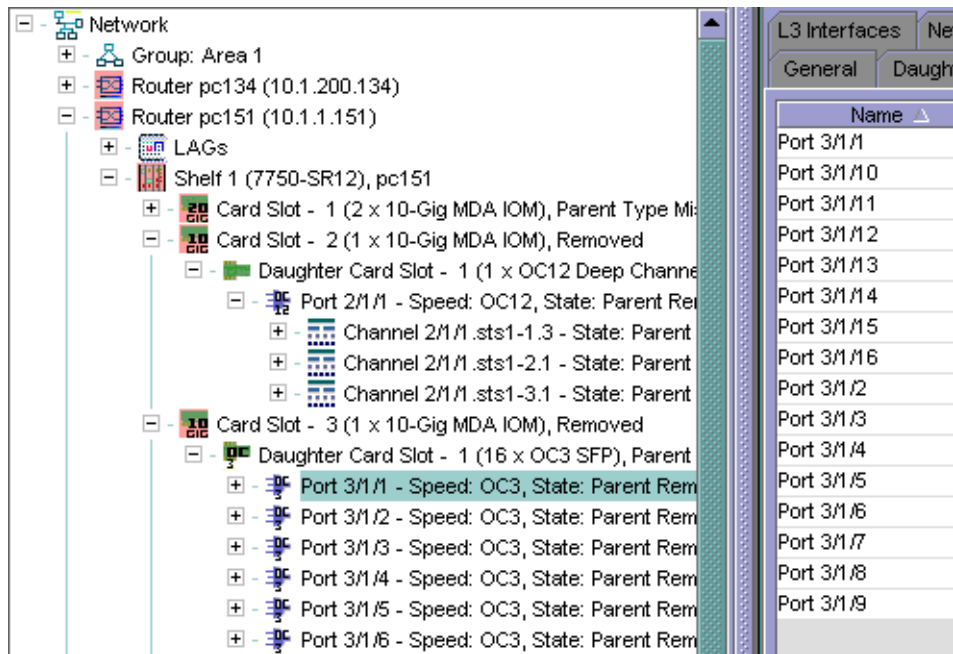 Network
Group: Area 1
Router pc134 (10.1.200.134)
Router pc151 (10.1.1.151)
LAGs
Shelf 1 (7750-SR12), pc151
Card Slot - 1 (2 x 10-Gig MDA IOM), Parent Type Mi
Card Slot - 2 (1 x 10-Gig MDA IOM), Removed
Daughter Card Slot - 1 (1 x OC12 Deep Channe
Port 2/1/1 - Speed: OC12, State: Parent Rei
Channel 2/1/1.sts1-1.3 - State: Parent
Channel 2/1/1.sts1-2.1 - State: Parent
Channel 2/1/1.sts1-3.1 - State: Parent
Card Slot - 3 (1 x 10-Gig MDA IOM), Removed
Daughter Card Slot - 1 (16 x OC3 SFP), Parent
Port 3/1/1 - Speed: OC3, State: Parent Rem
Port 3/1/2 - Speed: OC3, State: Parent Rem
Port 3/1/3 - Speed: OC3, State: Parent Rem
Port 3/1/4 - Speed: OC3, State: Parent Rem
Port 3/1/5 - Speed: OC3, State: Parent Rem
Port 3/1/6 - Speed: OC3, State: Parent Rem
L3 Interfaces Ne
General Daugh
Name
Port 3/1/1
Port 3/1/10
Port 3/1/11
Port 3/1/12
Port 3/1/13
Port 3/1/14
Port 3/1/15
Port 3/1/16
Port 3/1/2
Port 3/1/3
Port 3/1/4
Port 3/1/5
Port 3/1/6
Port 3/1/7
Port 3/1/8
Port 3/1/9